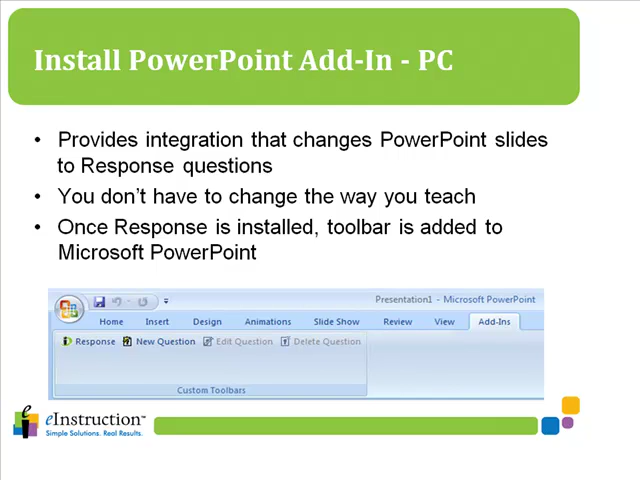 Install PowerPoint Add-In - PC
• Provides integration that changes PowerPoint slides
to Response questions
• You don't have to change the way you teach
• Once Response is installed, toolbar is added to
Microsoft PowerPoint
Presentation1 - Microsoft PowerPoint
Home Insert Design Animations Slide Show Review View Add-Ins
Response New Question Edit Question Delete Question
Custom Toolbars
eInstruction™
Simple Solutions. Real Results.